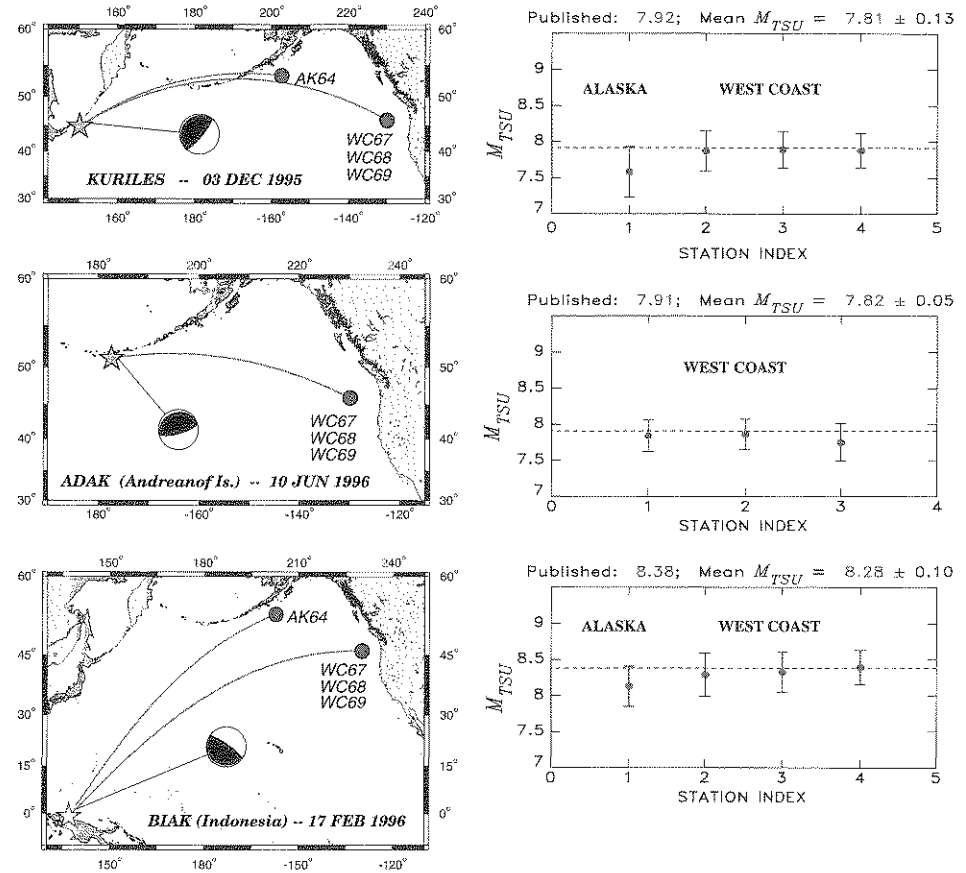 160° 180° 200° 220° 240°
60° 60°
50° 50°
40° 40°
30° 30°
AK64
WC67
WC68
WC69
KURILES -- 03 DEC 1995
160° 180° -160° -140° -120°
Published: 7.92; Mean M_TSU = 7.81 ± 0.13
M_TSU
9
8.5
8
7.5
7
ALASKA WEST COAST
0 1 2 3 4 5
STATION INDEX
180° 200° 220° 240°
60° 60°
50° 50°
40° 40°
30° 30°
WC67
WC68
WC69
ADAK (Andreanof Is.) -- 10 JUN 1996
180° -160° -140° -120°
Published: 7.91; Mean M_TSU = 7.82 ± 0.05
M_TSU
9
8.5
8
7.5
7
WEST COAST
0 1 2 3 4
STATION INDEX
150° 180° 210° 240°
60° 60°
45° 45°
30° 30°
15° 15°
0° 0°
AK64
WC67
WC68
WC69
BIAK (Indonesia) -- 17 FEB 1996
150° 180° -150° -120°
Published: 8.38; Mean M_TSU = 8.28 ± 0.10
M_TSU
9
8.5
8
7.5
7
ALASKA WEST COAST
0 1 2 3 4 5
STATION INDEX